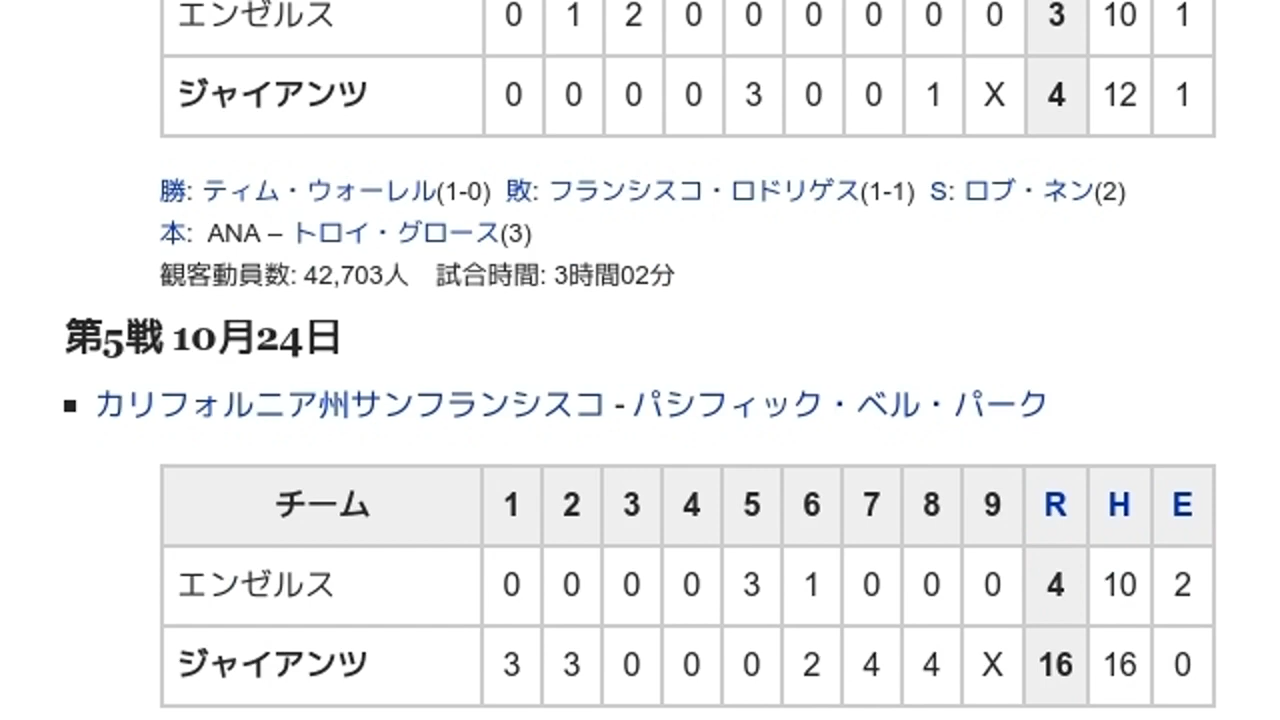 エンゼルス 0 1 2 0 0 0 0 0 0 3 10 1
ジャイアンツ 0 0 0 0 3 0 0 1 X 4 12 1
勝: ティム・ウォーレル(1-0) 敗: フランシスコ・ロドリゲス(1-1) S: ロブ・ネン(2)
本: ANA – トロイ・グロース(3)
観客動員数: 42,703人 試合時間: 3時間02分
第5戦 10月24日
カリフォルニア州サンフランシスコ - パシフィック・ベル・パーク
チーム 1 2 3 4 5 6 7 8 9 R H E
エンゼルス 0 0 0 0 3 1 0 0 0 4 10 2
ジャイアンツ 3 3 0 0 0 2 4 4 X 16 16 0